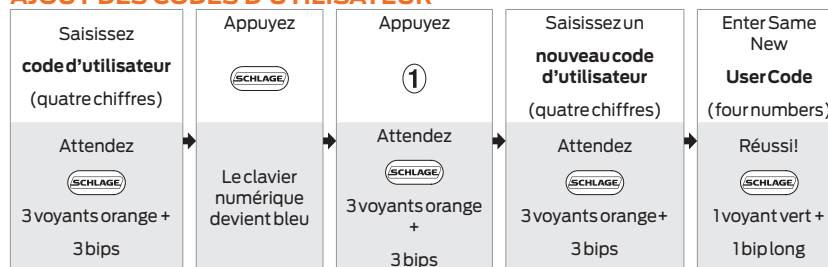 AJOUT DES CODES D'UTILISATEUR
Saisissez
code d'utilisateur
(quatre chiffres)
Attendez
SCHLAGE
3 voyants orange +
3 bips
Appuyez
SCHLAGE
Le clavier
numérique
devient bleu
Appuyez
1
Attendez
SCHLAGE
3 voyants orange
+
3 bips
Saisissez un
nouveau code
d'utilisateur
(quatre chiffres)
Attendez
SCHLAGE
3 voyants orange+
3 bips
Enter Same
New
User Code
(four numbers)
Réussi!
SCHLAGE
1 voyant vert +
1 bip long